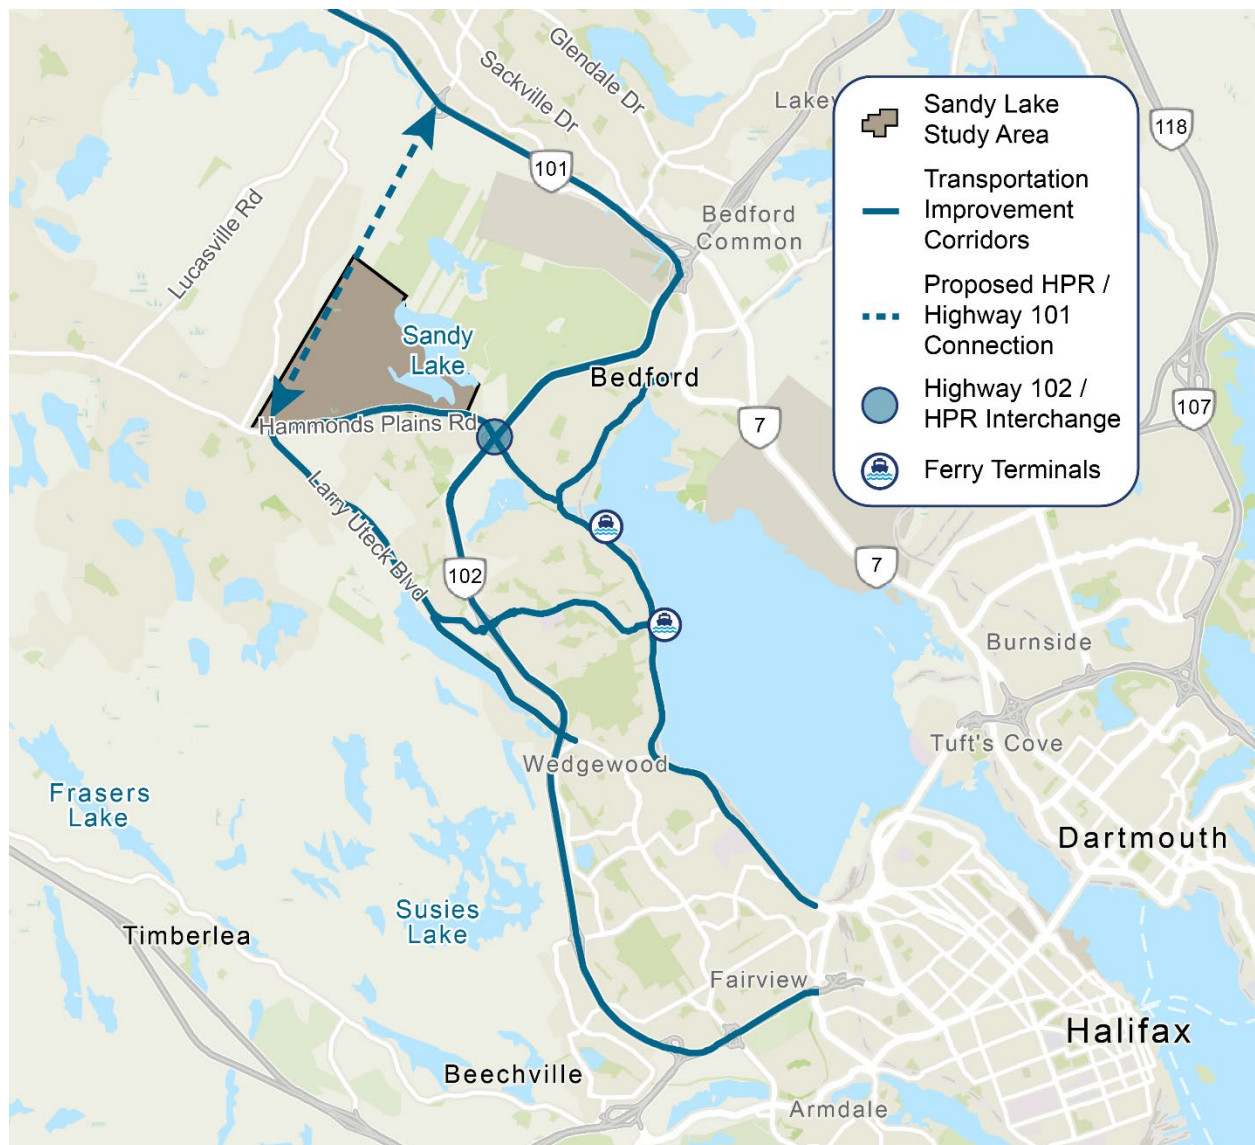 Glendale Dr
Sackville Dr
Lakev
Sandy Lake
Study Area
118
101
Transportation
Improvement
Corridors
Lucasville Rd
Bedford
Common
Proposed HPR /
Highway 101
Connection
Sandy
Lake
Bedford
Highway 102 /
HPR Interchange
107
7
Hammonds Plains Rd
Ferry Terminals
Larry Uteck Blvd
7
102
Burnside
Tuft's Cove
Wedgewood
Frasers
Lake
Dartmouth
Susies
Lake
Timberlea
Fairview
Halifax
Beechville
Armdale